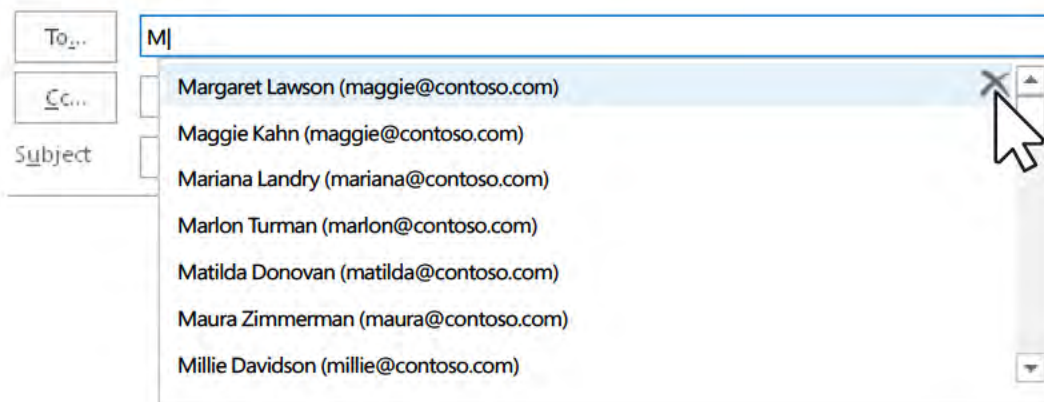 To...
M
Margaret Lawson (maggie@contoso.com)
Cc...
Maggie Kahn (maggie@contoso.com)
Subject
Mariana Landry (mariana@contoso.com)
Marlon Turman (marlon@contoso.com)
Matilda Donovan (matilda@contoso.com)
Maura Zimmerman (maura@contoso.com)
Millie Davidson (millie@contoso.com)